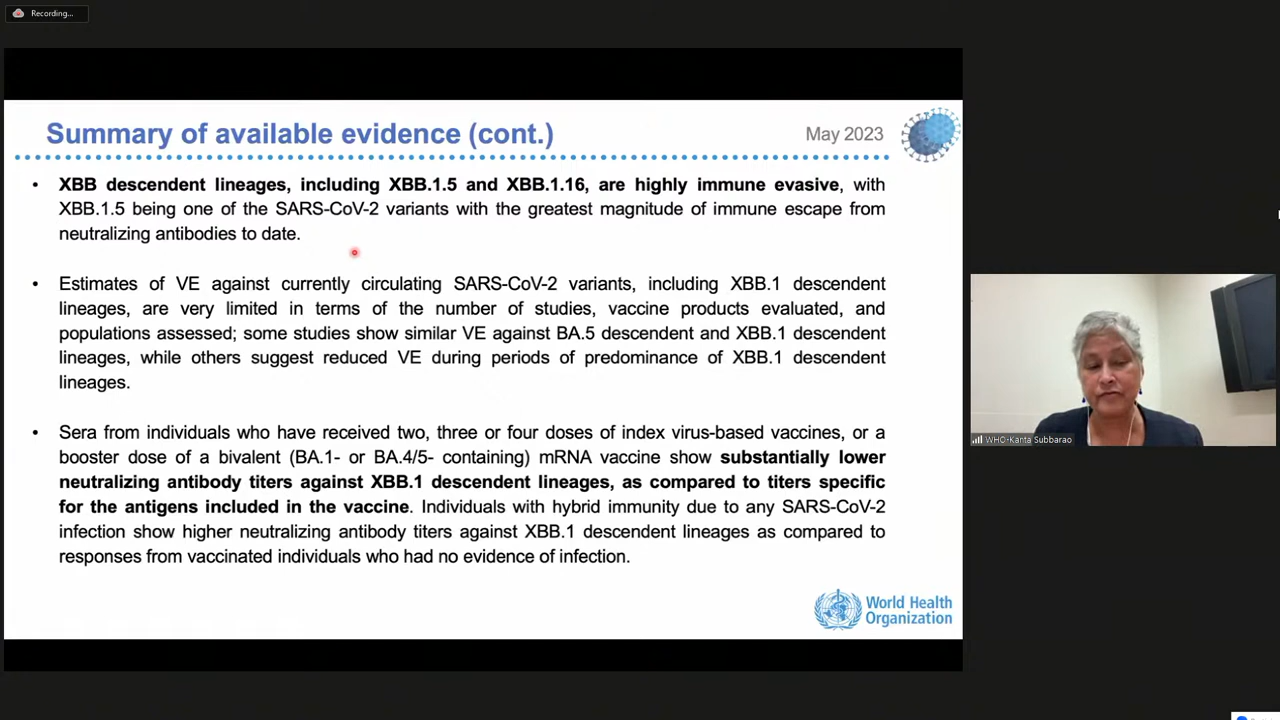 Recording...
Summary of available evidence (cont.)
May 2023
• XBB descendent lineages, including XBB.1.5 and XBB.1.16, are highly immune evasive, with
XBB.1.5 being one of the SARS-CoV-2 variants with the greatest magnitude of immune escape from
neutralizing antibodies to date.
• Estimates of VE against currently circulating SARS-CoV-2 variants, including XBB.1 descendent
lineages, are very limited in terms of the number of studies, vaccine products evaluated, and
populations assessed; some studies show similar VE against BA.5 descendent and XBB.1 descendent
lineages, while others suggest reduced VE during periods of predominance of XBB.1 descendent
lineages.
• Sera from individuals who have received two, three or four doses of index virus-based vaccines, or a
booster dose of a bivalent (BA.1- or BA.4/5- containing) mRNA vaccine show substantially lower
neutralizing antibody titers against XBB.1 descendent lineages, as compared to titers specific
for the antigens included in the vaccine. Individuals with hybrid immunity due to any SARS-CoV-2
infection show higher neutralizing antibody titers against XBB.1 descendent lineages as compared to
responses from vaccinated individuals who had no evidence of infection.
World Health
Organization
WHO-Kanta Subbarao